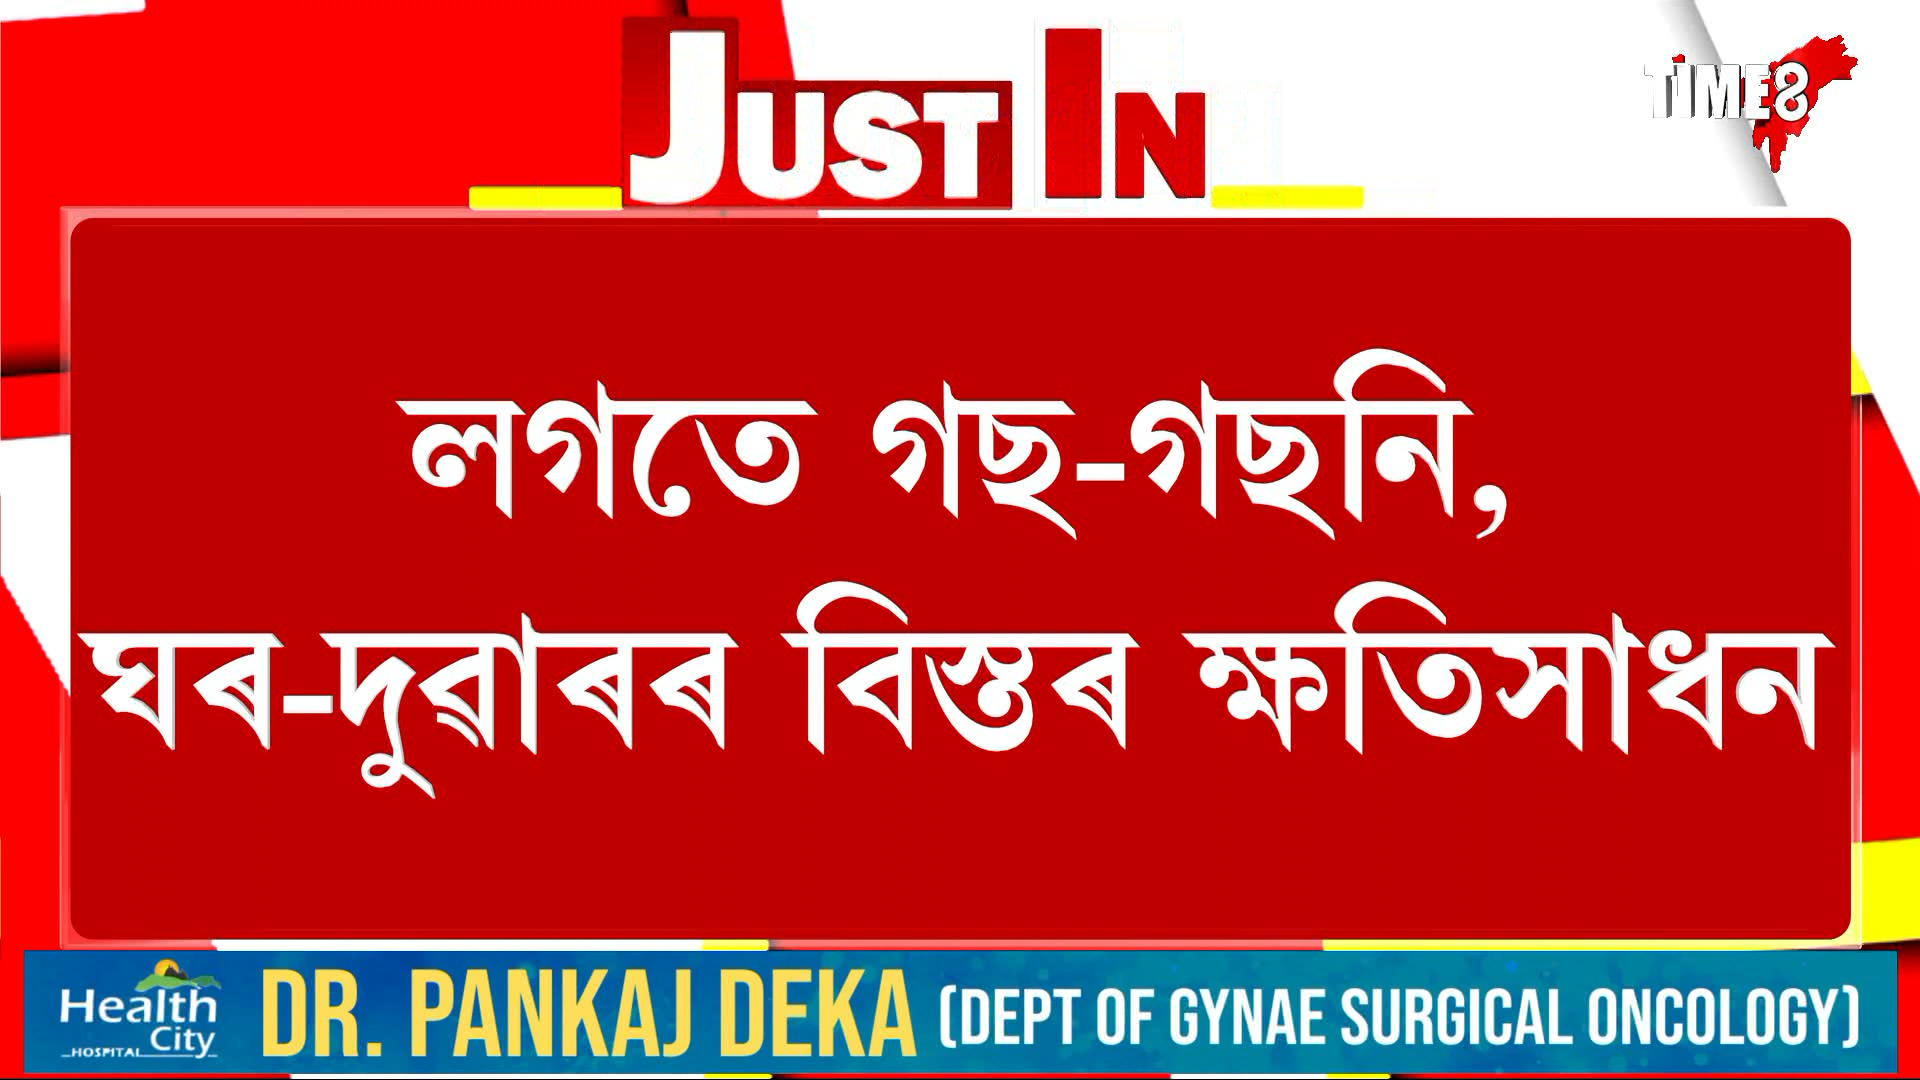 JUST IN
TIME8
লগতে গছ-গছনি,
ঘৰ-দুৱাৰৰ বিস্তৰ ক্ষতিসাধন
Health City HOSPITAL
DR. PANKAJ DEKA (DEPT OF GYNAE SURGICAL ONCOLOGY)